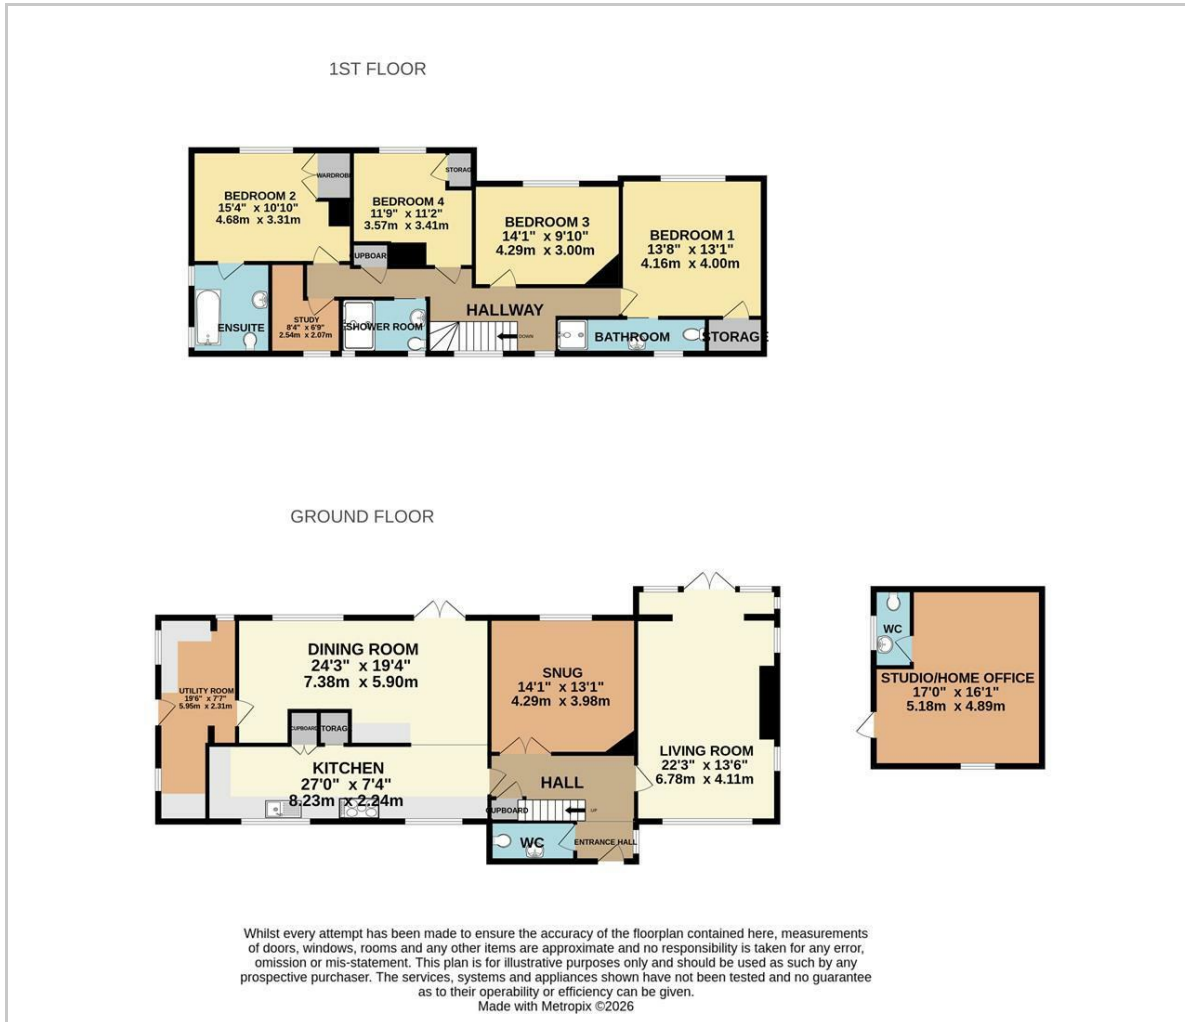 1ST FLOOR
BEDROOM 2
15'4" x 10'10"
4.68m x 3.31m
WARDROBE
BEDROOM 4
11'9" x 11'2"
3.57m x 3.41m
STORAG
BEDROOM 3
14'1" x 9'10"
4.29m x 3.00m
BEDROOM 1
13'8" x 13'1"
4.16m x 4.00m
UPBOAR
HALLWAY
ENSUITE
STUDY
8'4" x 6'9"
2.54m x 2.07m
SHOWER ROOM
DOWN
BATHROOM
STORAGE
GROUND FLOOR
DINING ROOM
24'3" x 19'4"
7.38m x 5.90m
UTILITY ROOM
19'6" x 7'7"
5.95m x 2.31m
CUPBOARD
TORAG
KITCHEN
27'0" x 7'4"
8.23m x 2.24m
SNUG
14'1" x 13'1"
4.29m x 3.98m
HALL
CUPBOARD
UP
WC
ENTRANCE HALL
LIVING ROOM
22'3" x 13'6"
6.78m x 4.11m
WC
STUDIO/HOME OFFICE
17'0" x 16'1"
5.18m x 4.89m
Whilst every attempt has been made to ensure the accuracy of the floorplan contained here, measurements
of doors, windows, rooms and any other items are approximate and no responsibility is taken for any error,
omission or mis-statement. This plan is for illustrative purposes only and should be used as such by any
prospective purchaser. The services, systems and appliances shown have not been tested and no guarantee
as to their operability or efficiency can be given.
Made with Metropix ©2026